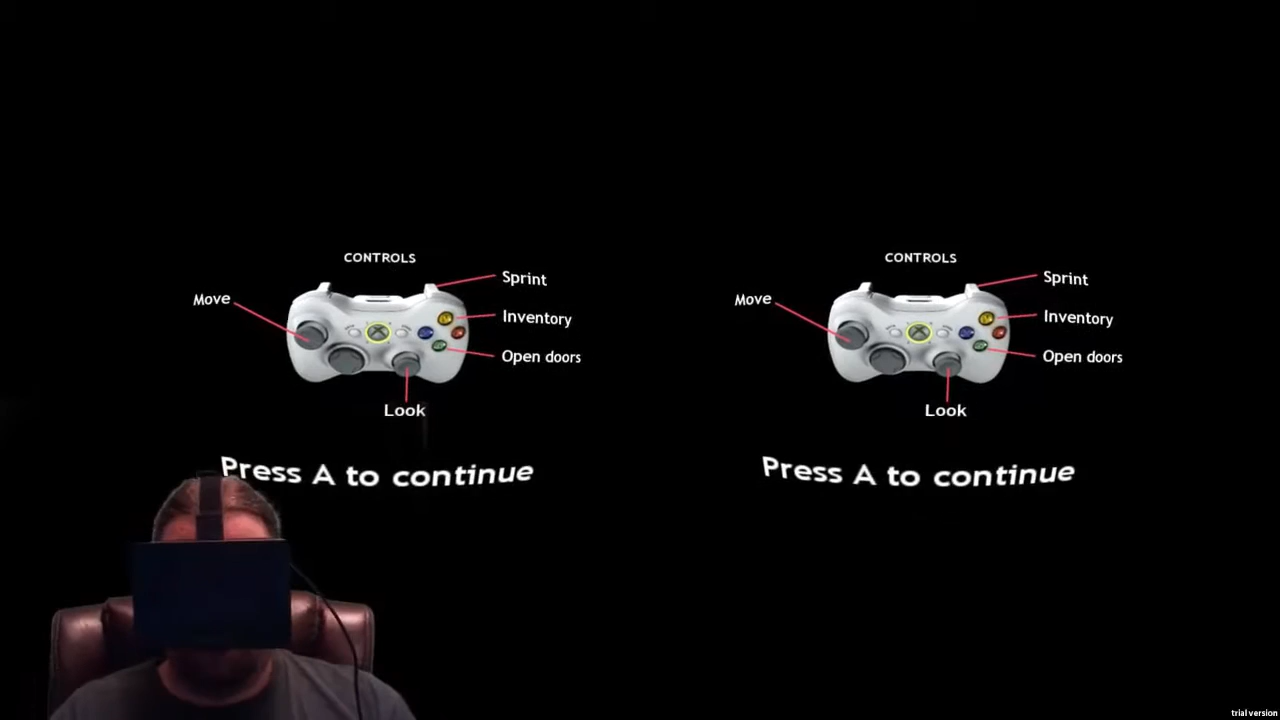 CONTROLS
Sprint
Move
Inventory
Open doors
Look
Press A to continue
CONTROLS
Sprint
Move
Inventory
Open doors
Look
Press A to continue
trial version